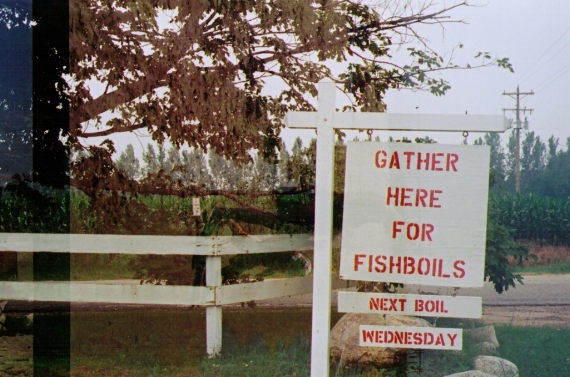 GATHER
HERE
FOR
FISHBOILS
NEXT BOIL
WEDNESDAY